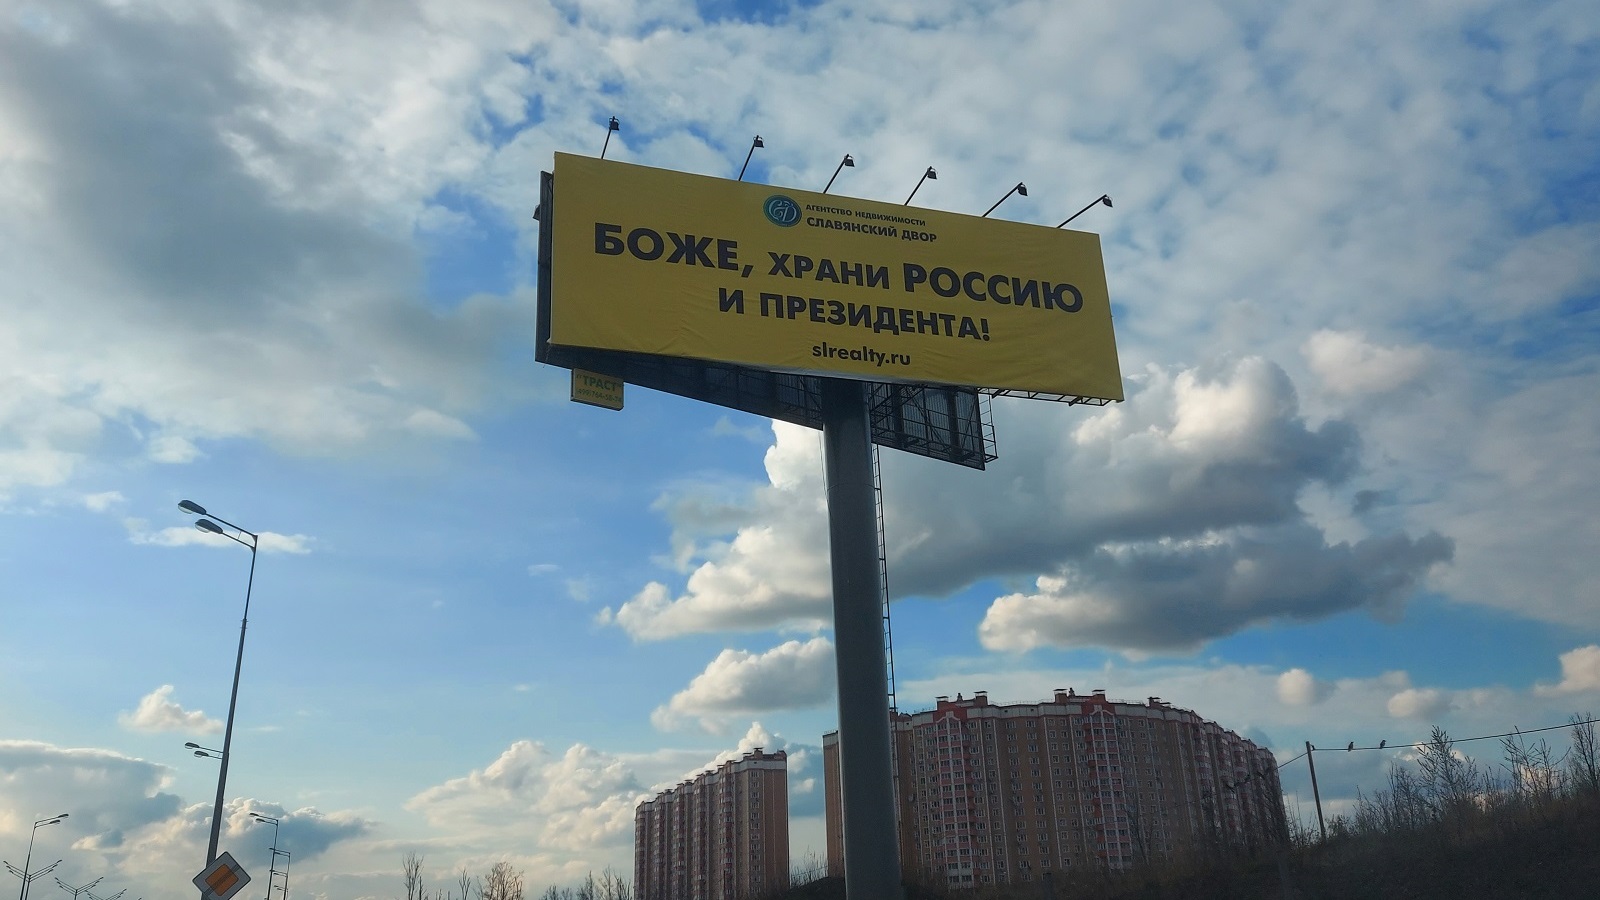 АГЕНТСТВО НЕДВИЖИМОСТИ
СЛАВЯНСКИЙ ДВОР
БОЖЕ, ХРАНИ РОССИЮ
И ПРЕЗИДЕНТА!
slrealty.ru
"ТРАСТ"